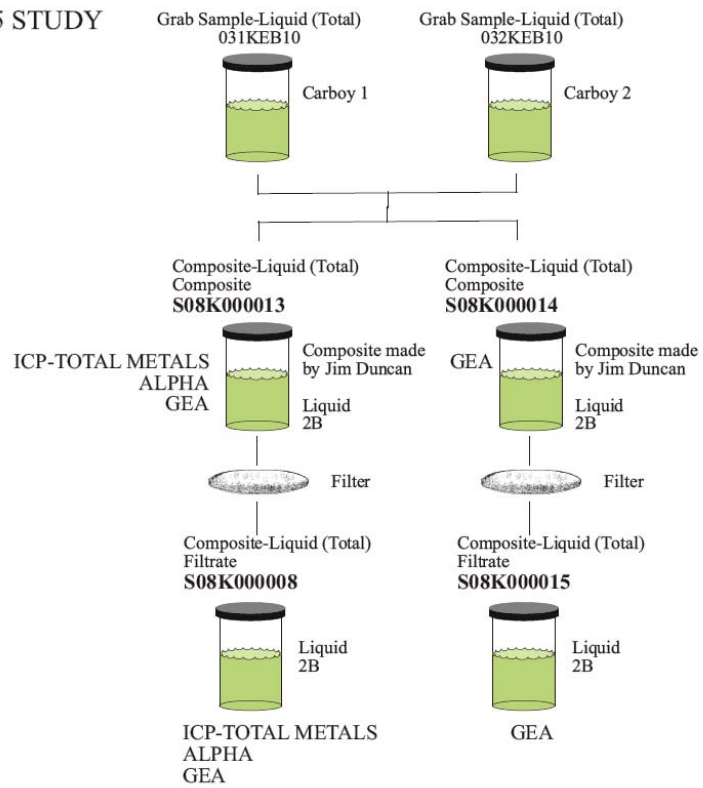 5 STUDY
Grab Sample-Liquid (Total)
031KEB10
Carboy 1
Grab Sample-Liquid (Total)
032KEB10
Carboy 2
Composite-Liquid (Total)
Composite
S08K000013
ICP-TOTAL METALS
ALPHA
GEA
Composite made
by Jim Duncan
Liquid
2B
Filter
Composite-Liquid (Total)
Composite
S08K000014
GEA
Composite made
by Jim Duncan
Liquid
2B
Filter
Composite-Liquid (Total)
Filtrate
S08K000008
Liquid
2B
ICP-TOTAL METALS
ALPHA
GEA
Composite-Liquid (Total)
Filtrate
S08K000015
Liquid
2B
GEA